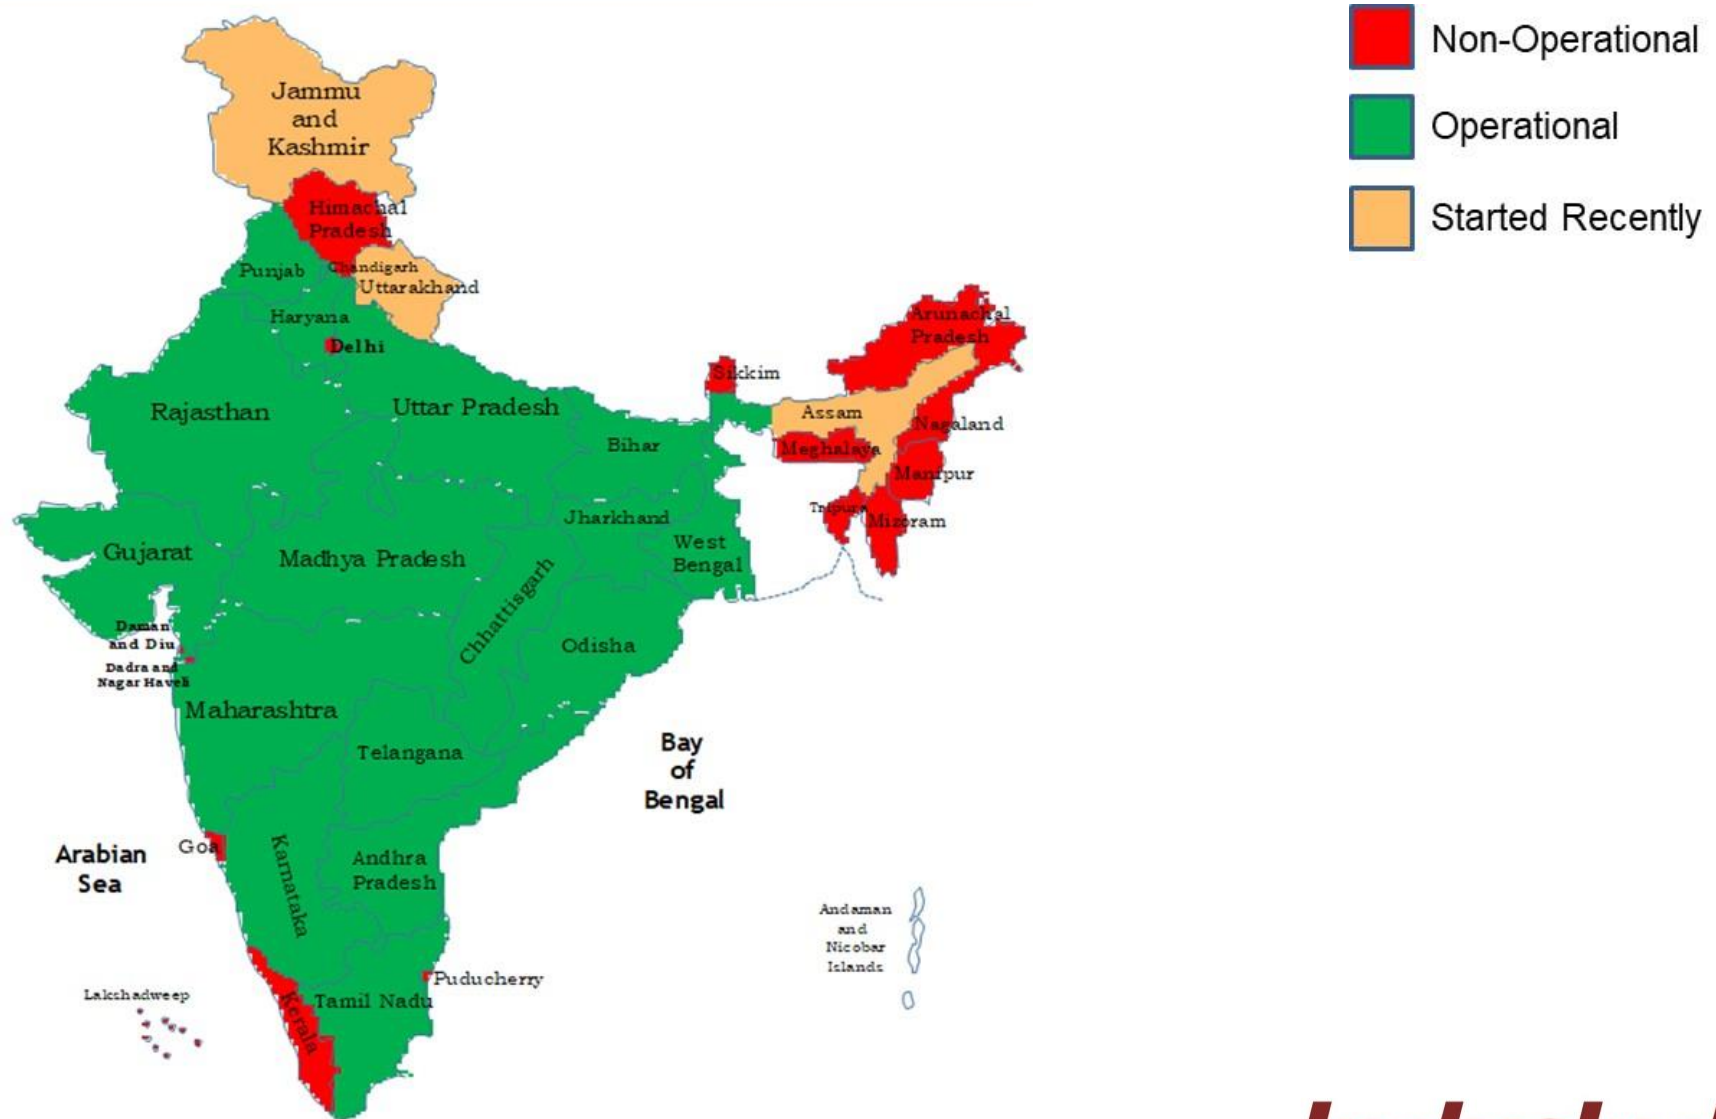 Non-Operational
Operational
Started Recently
Jammu
and
Kashmir
Himachal
Pradesh
Punjab
Chandigarh
Uttarakhand
Haryana
Delhi
Arunachal
Pradesh
Sikkim
Rajasthan
Uttar Pradesh
Assam
Nagaland
Bihar
Meghalaya
Manipur
Tripura
Mizoram
Jharkhand
Gujarat
Madhya Pradesh
West
Bengal
Chhattisgarh
Daman
and Diu
Dadra and
Nagar Haveli
Odisha
Maharashtra
Telangana
Bay
of
Bengal
Goa
Arabian
Sea
Karnataka
Andhra
Pradesh
Andaman
and
Nicobar
Islands
Puducherry
Lakshadweep
Kerala
Tamil Nadu